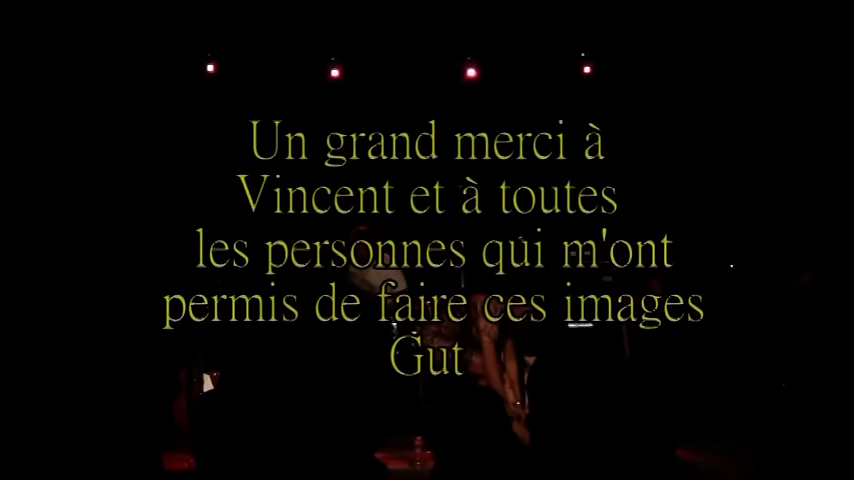 Un grand merci à
Vincent et à toutes
les personnes qui m'ont
permis de faire ces images
Gut